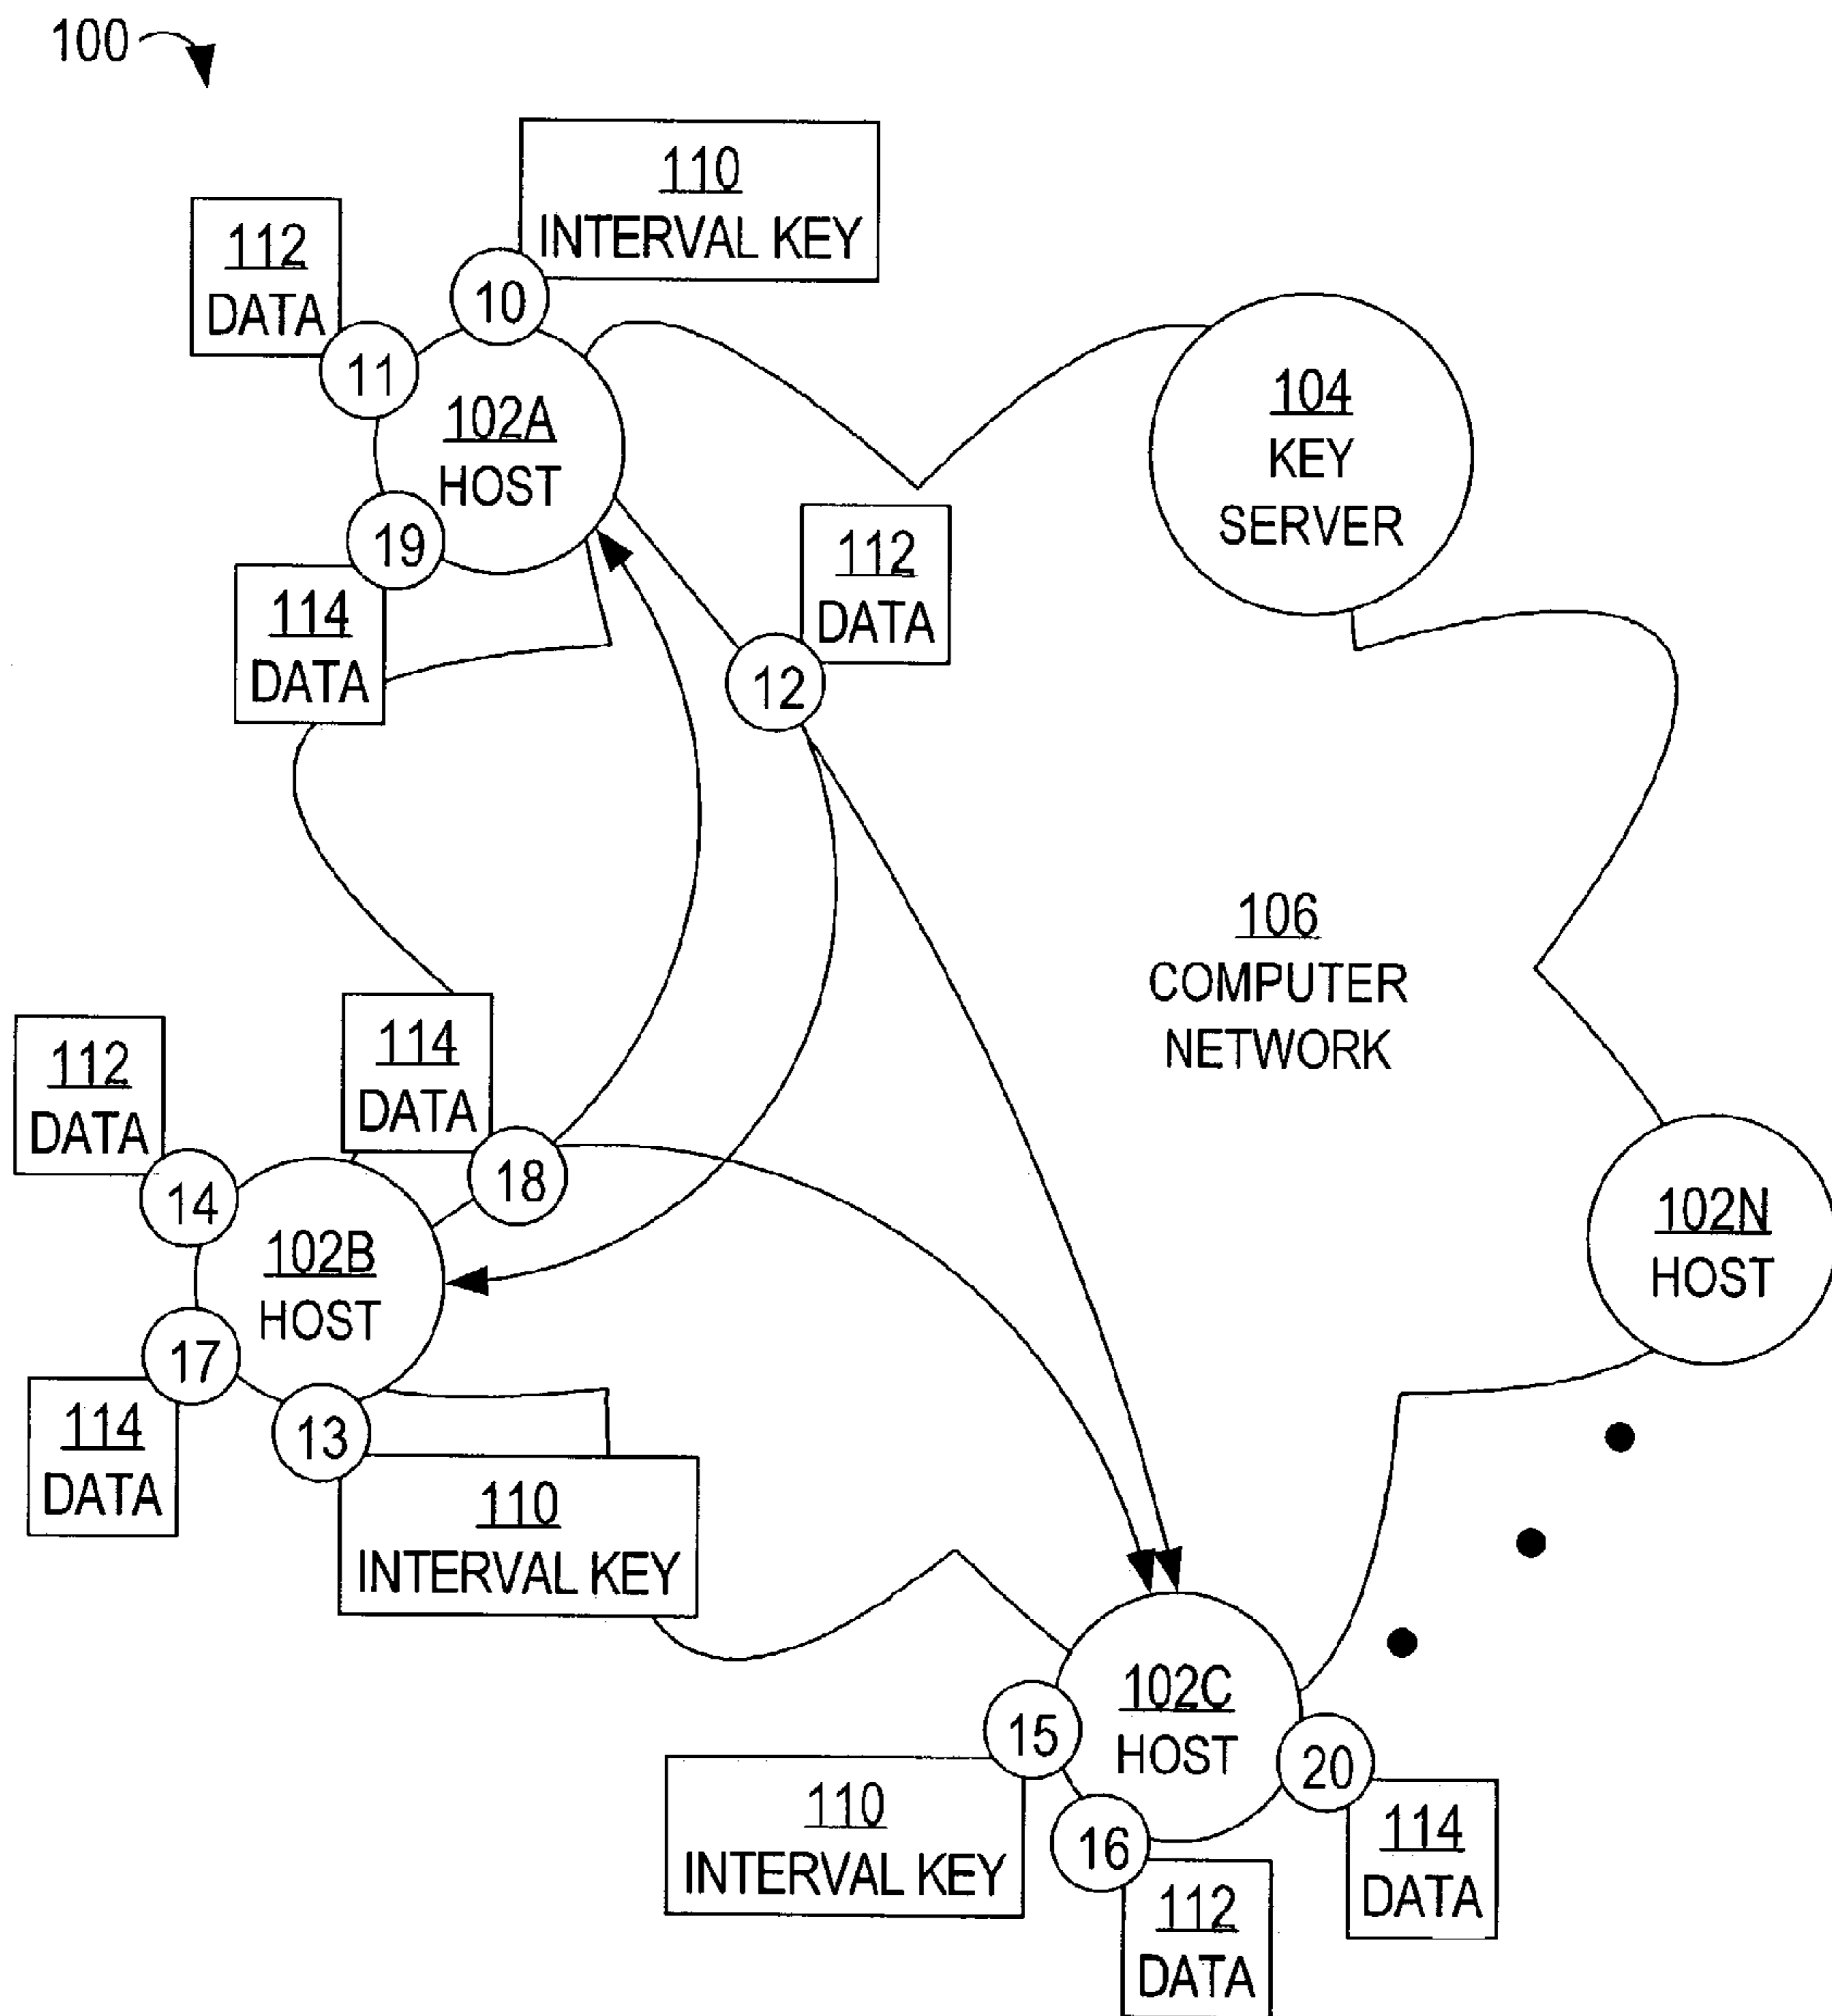 100
110
INTERVAL KEY
112
DATA
10
11
102A
HOST
104
KEY
SERVER
19
114
DATA
112
DATA
12
106
COMPUTER
NETWORK
112
DATA
114
DATA
14
18
102B
HOST
102N
HOST
17
114
DATA
13
110
INTERVAL KEY
102C
HOST
15
20
110
INTERVAL KEY
16
114
DATA
112
DATA